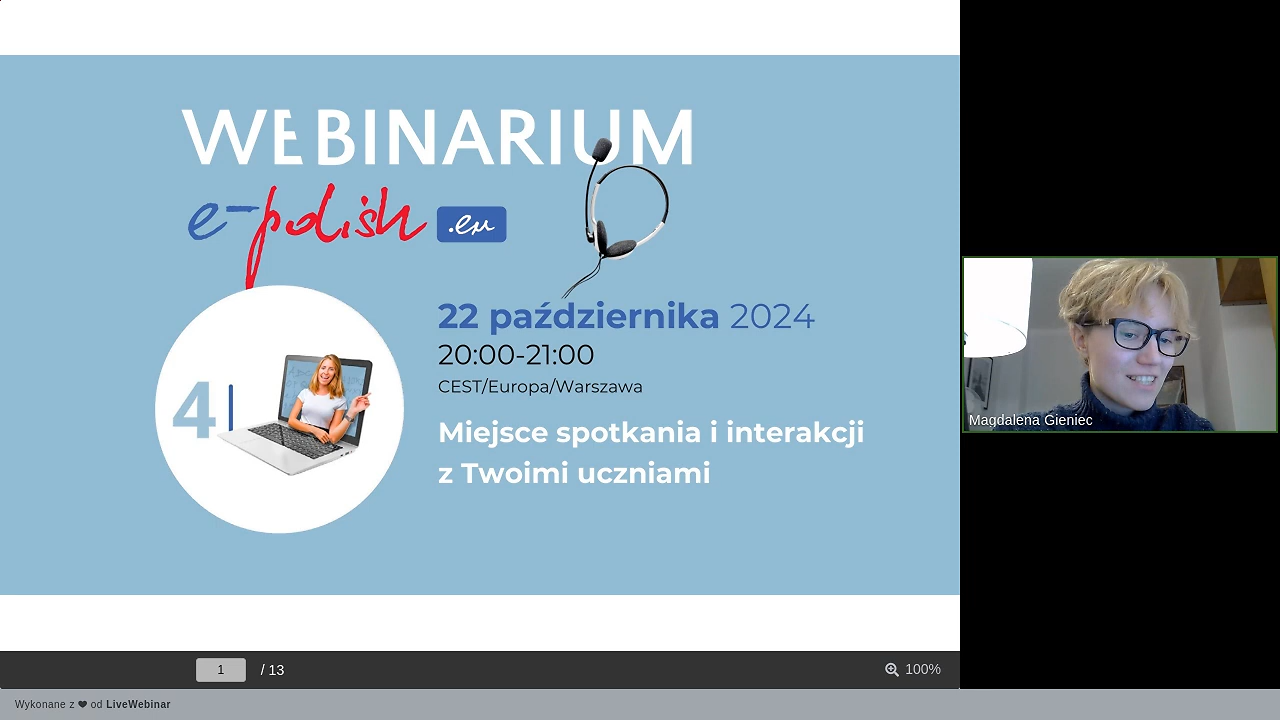 WEBINARIUM
e-polish .eu
22 października 2024
20:00-21:00
CEST/Europa/Warszawa
4
Miejsce spotkania i interakcji
z Twoimi uczniami
Magdalena Gieniec
1 / 13
100%
Wykonane z ❤ od LiveWebinar